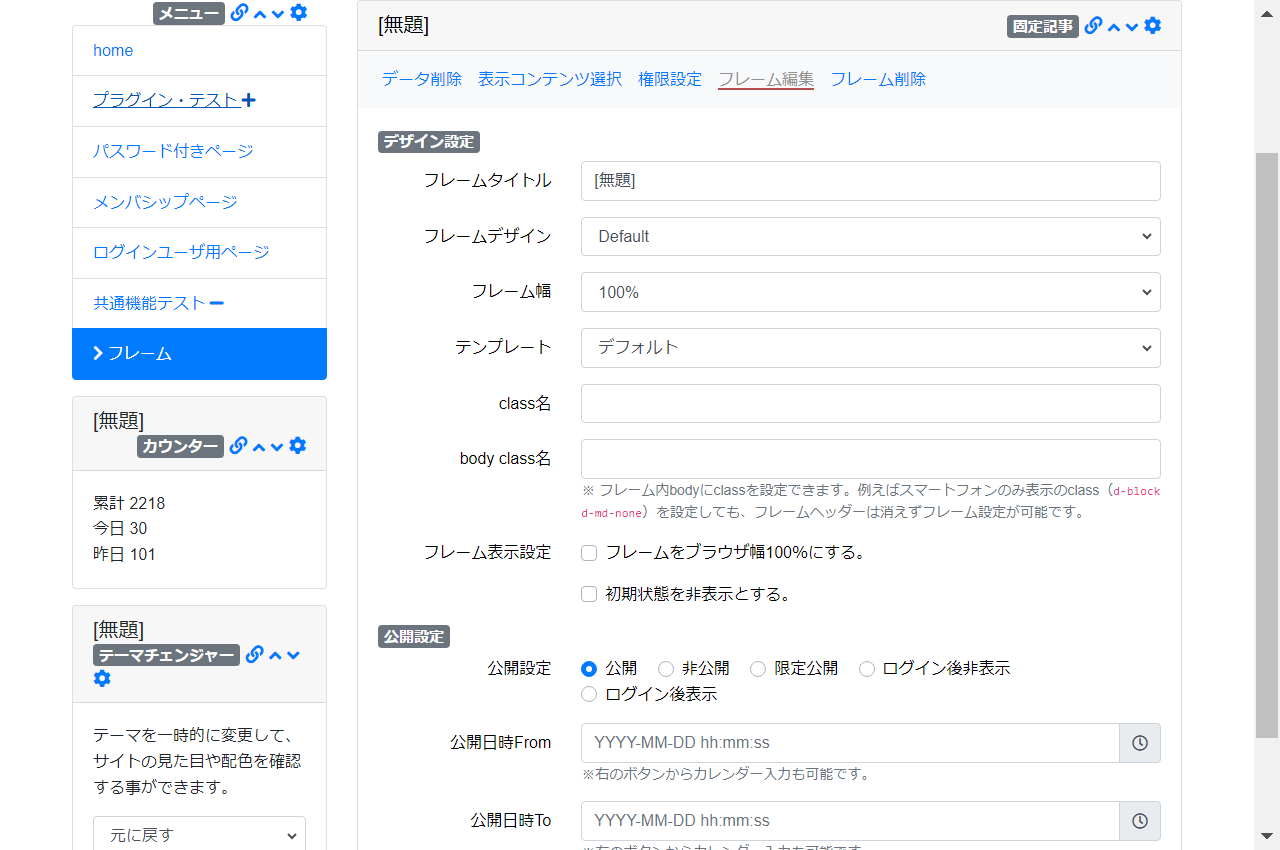 メニュー
home
プラグイン・テスト
パスワード付きページ
メンバシップページ
ログインユーザ用ページ
共通機能テスト
フレーム
[無題]
カウンター
累計 2218
今日 30
昨日 101
[無題]
テーマチェンジャー
テーマを一時的に変更して、
サイトの見た目や配色を確認
する事ができます。
元に戻す
[無題]
固定記事
データ削除 表示コンテンツ選択 権限設定 フレーム編集 フレーム削除
デザイン設定
フレームタイトル [無題]
フレームデザイン Default
フレーム幅 100%
テンプレート デフォルト
class名
body class名
※ フレーム内bodyにclassを設定できます。例えばスマートフォンのみ表示のclass（d-block
d-md-none）を設定しても、フレームヘッダーは消えずフレーム設定が可能です。
フレーム表示設定 フレームをブラウザ幅100%にする。
初期状態を非表示とする。
公開設定
公開設定 公開 非公開 限定公開 ログイン後非表示
ログイン後表示
公開日時From YYYY-MM-DD hh:mm:ss
※右のボタンからカレンダー入力も可能です。
公開日時To YYYY-MM-DD hh:mm:ss